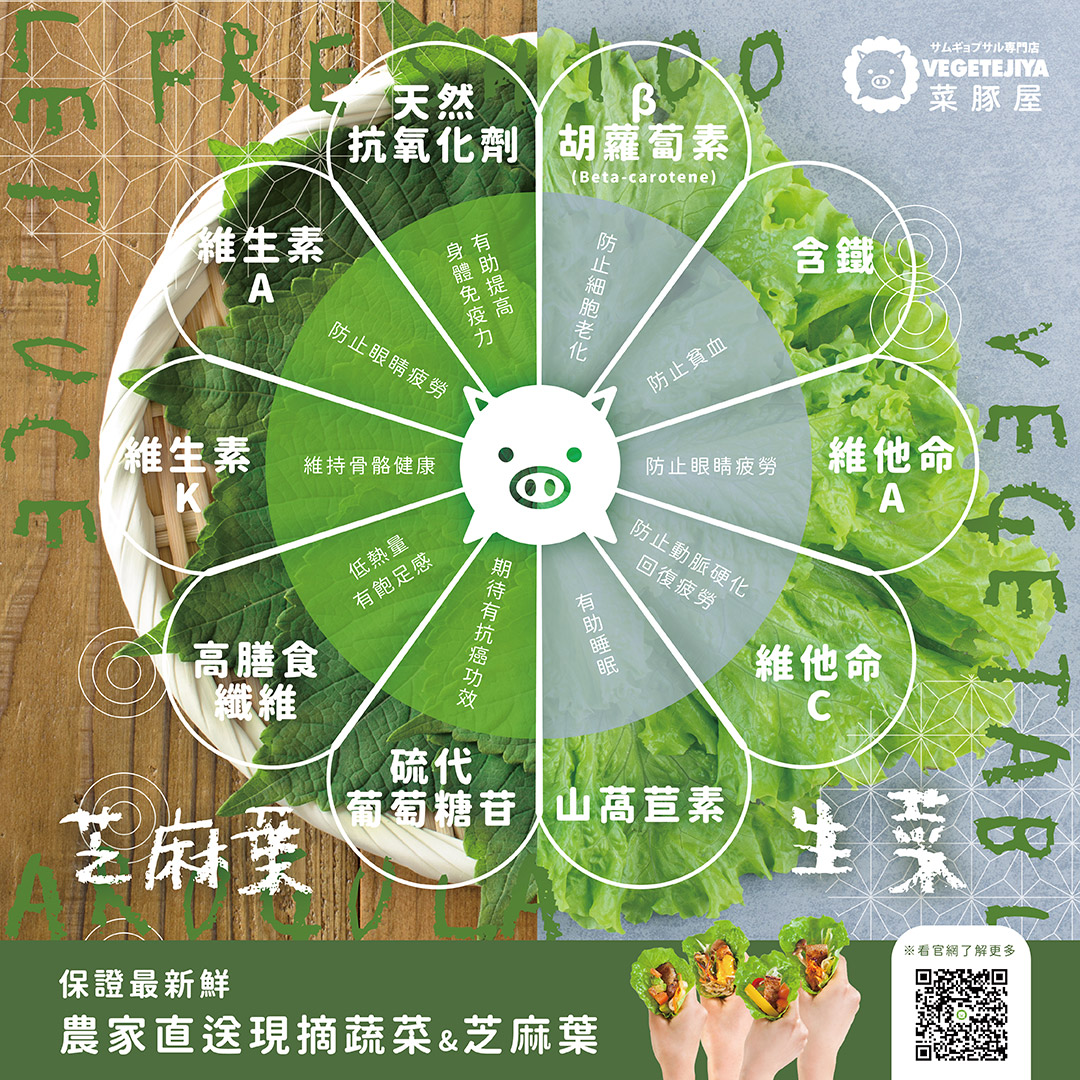 LETTUCE
FRESH FOOD
サムギョプサル専門店
VEGETEJIYA
菜豚屋
VEGETABL
天然
抗氧化劑
有助提高
身體免疫力
維生素
A
防止眼睛疲勞
維生素
K
維持骨骼健康
高膳食
纖維
低熱量
有飽足感
硫代
葡萄糖苷
期待有抗癌功效
β
胡蘿蔔素
(Beta-carotene)
防止細胞老化
含鐵
防止貧血
維他命
A
防止眼睛疲勞
維他命
C
防止動脈硬化
回復疲勞
山萵苣素
有助睡眠
芝麻葉
生菜
ARUGULA
保證最新鮮
農家直送現摘蔬菜&芝麻葉
※看官網了解更多